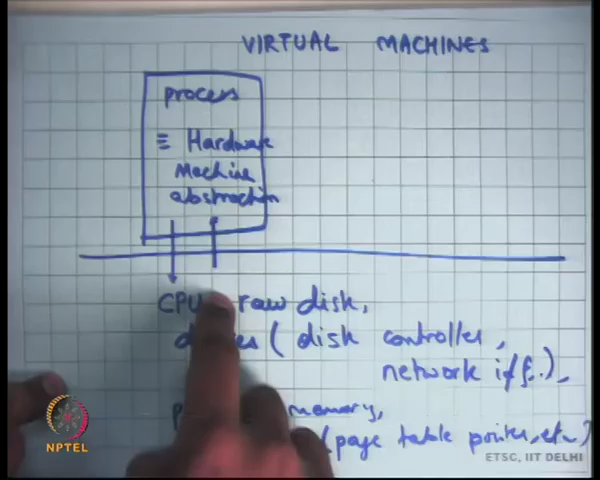 VIRTUAL MACHINES
process
≡ Hardware
Machine
abstraction
CPU, raw disk,
( disk controller,
network i/f..),
memory,
(page table pointer, etc.)
NPTEL
ETSC, IIT DELHI